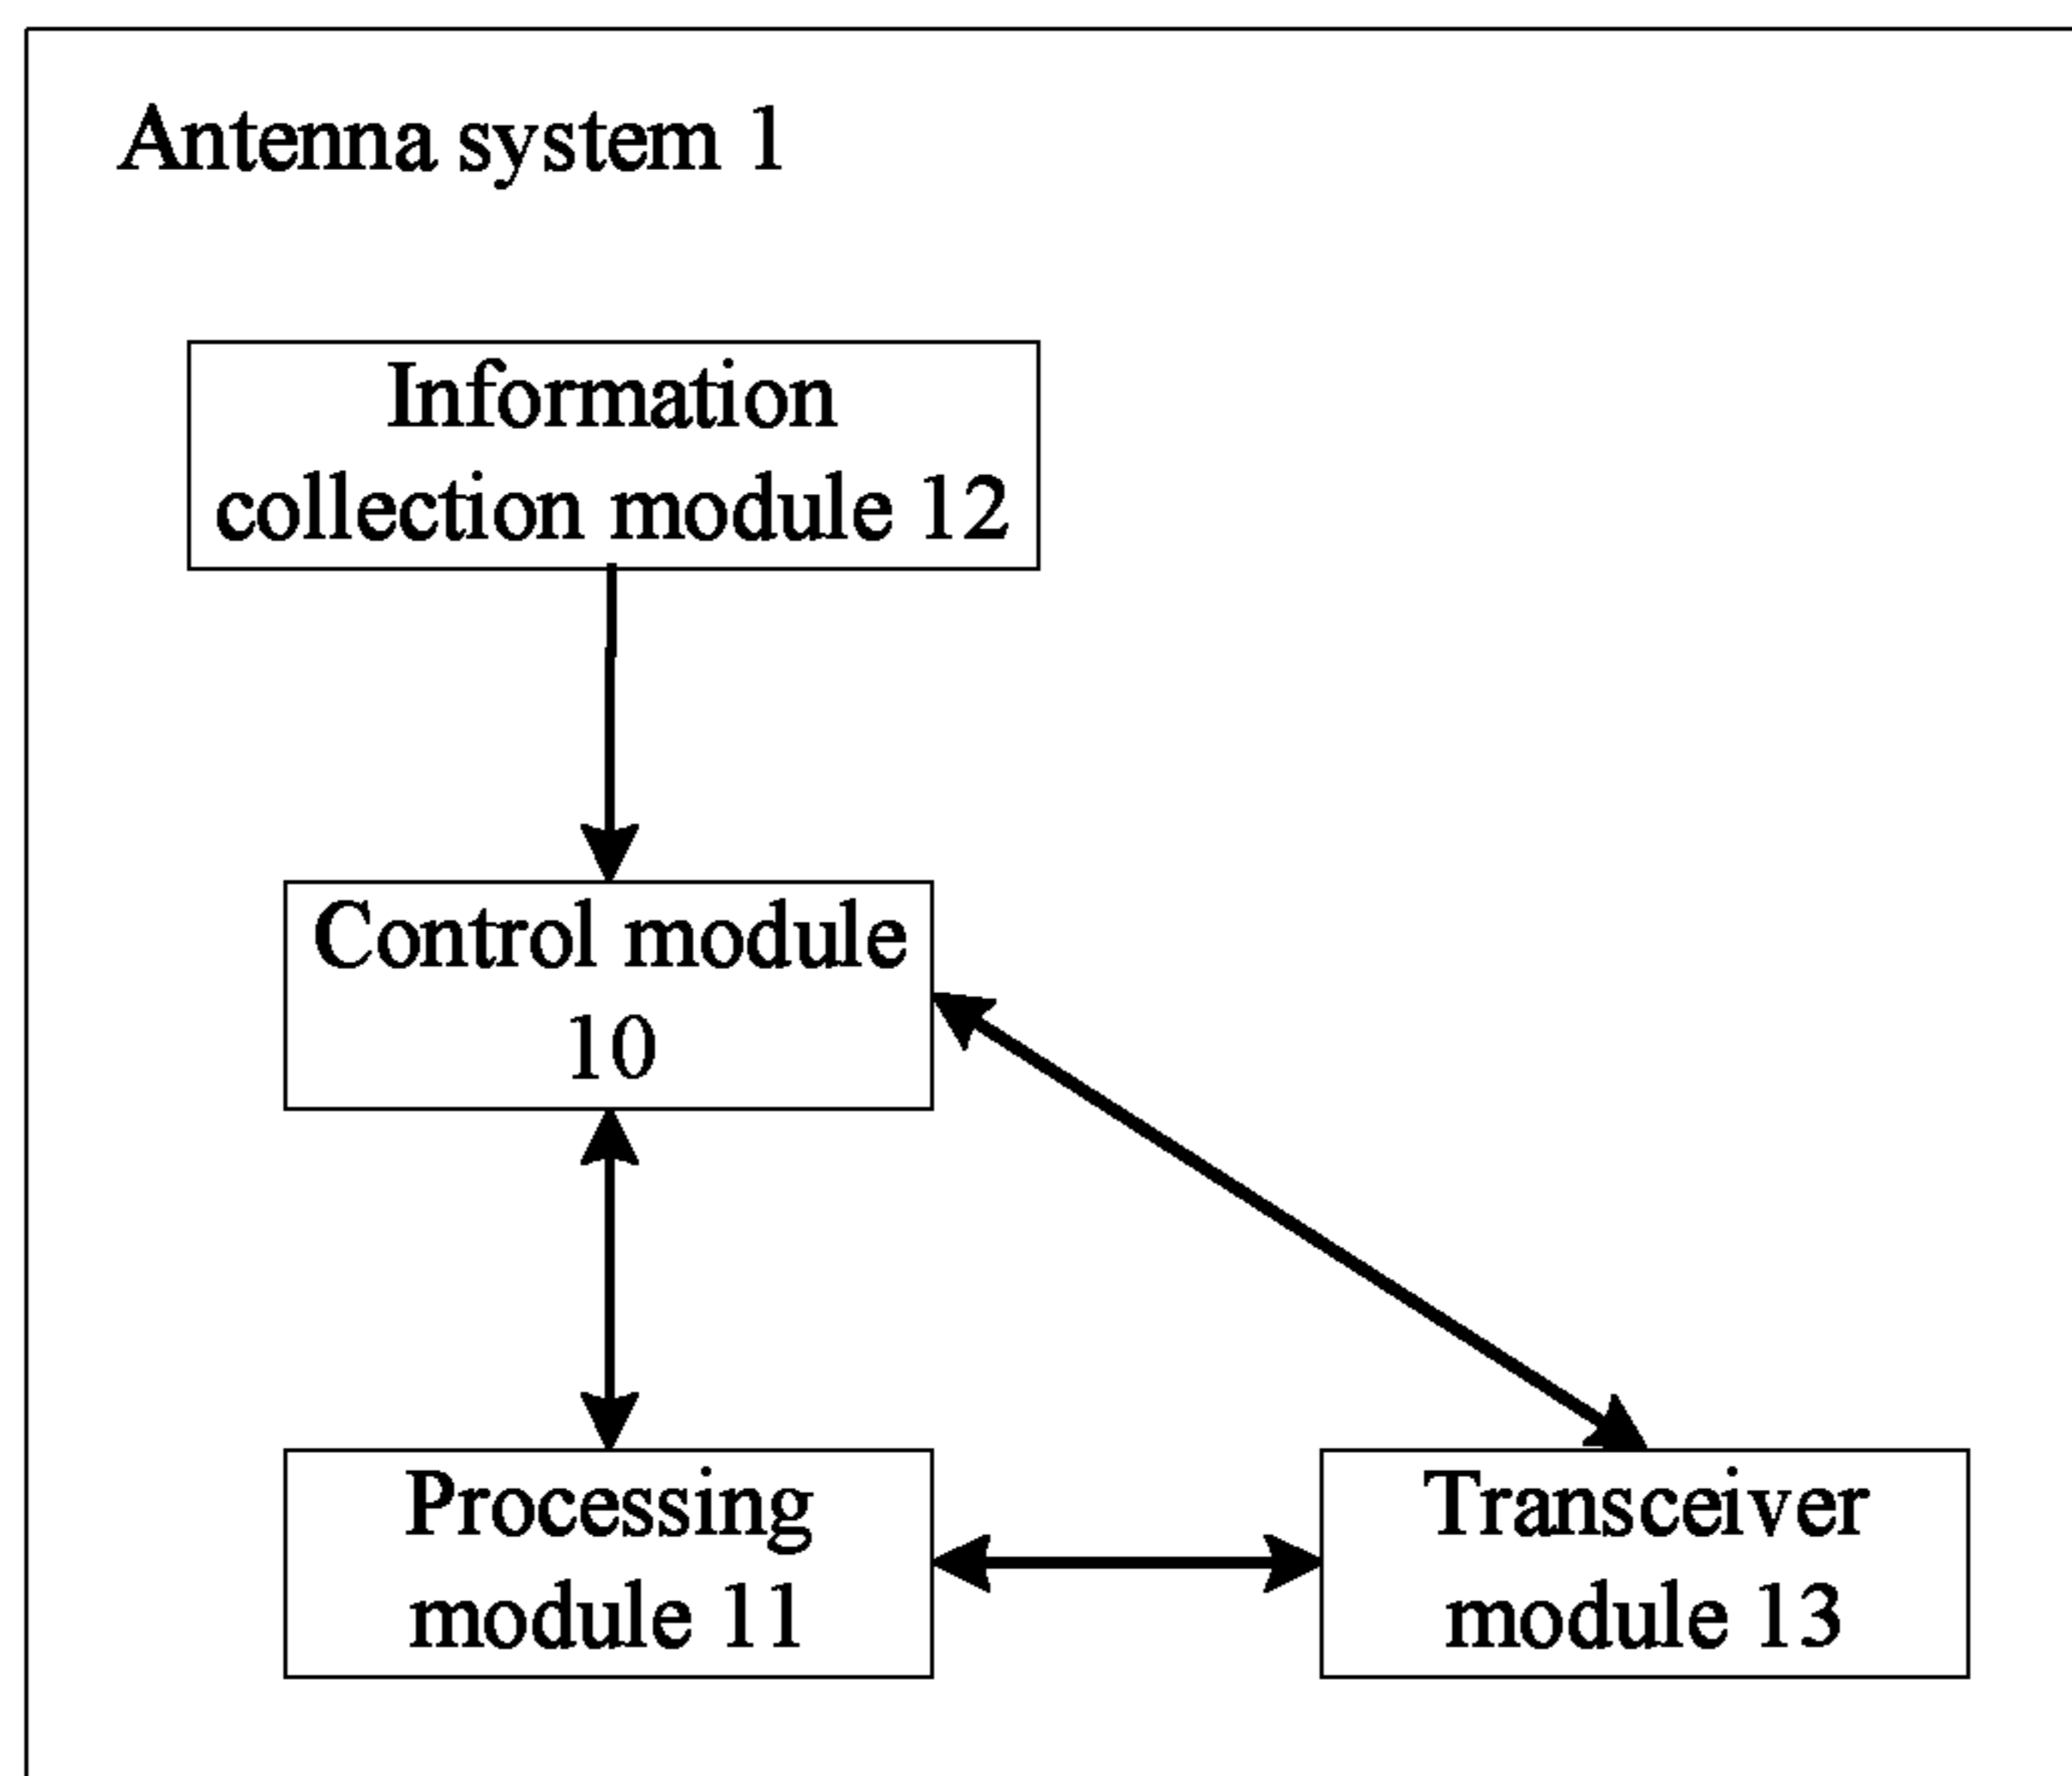 Antenna system 1
Information
collection module 12
Control module
10
Processing
module 11
Transceiver
module 13